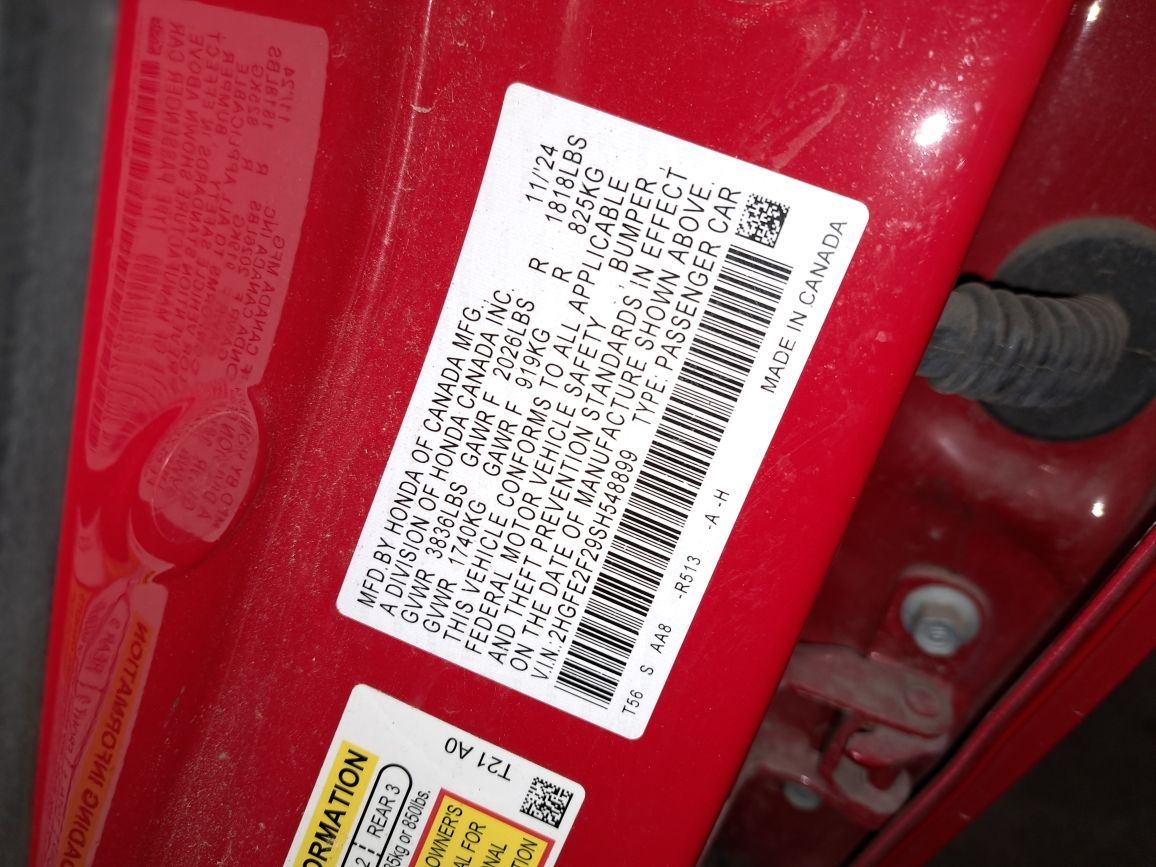 MFD.BY HONDA OF CANADA MFG. 11/'24
A DIVISION OF HONDA CANADA INC.
GVWR 3836LBS GAWR F 2026LBS R 1818LBS
GVWR 1740KG GAWR F 919KG R 825KG
THIS VEHICLE CONFORMS TO ALL APPLICABLE
FEDERAL MOTOR VEHICLE SAFETY BUMPER
AND THEFT PREVENTION STANDARDS IN EFFECT
ON THE DATE OF MANUFACTURE SHOWN ABOVE.
V.I.N:2HGFE2F29SH548899 TYPE:PASSENGER CAR
T56 S AA8 -R513 -A -H MADE IN CANADA
REAR 3
850lbs.
OWNER'S
FOR
T21 A0